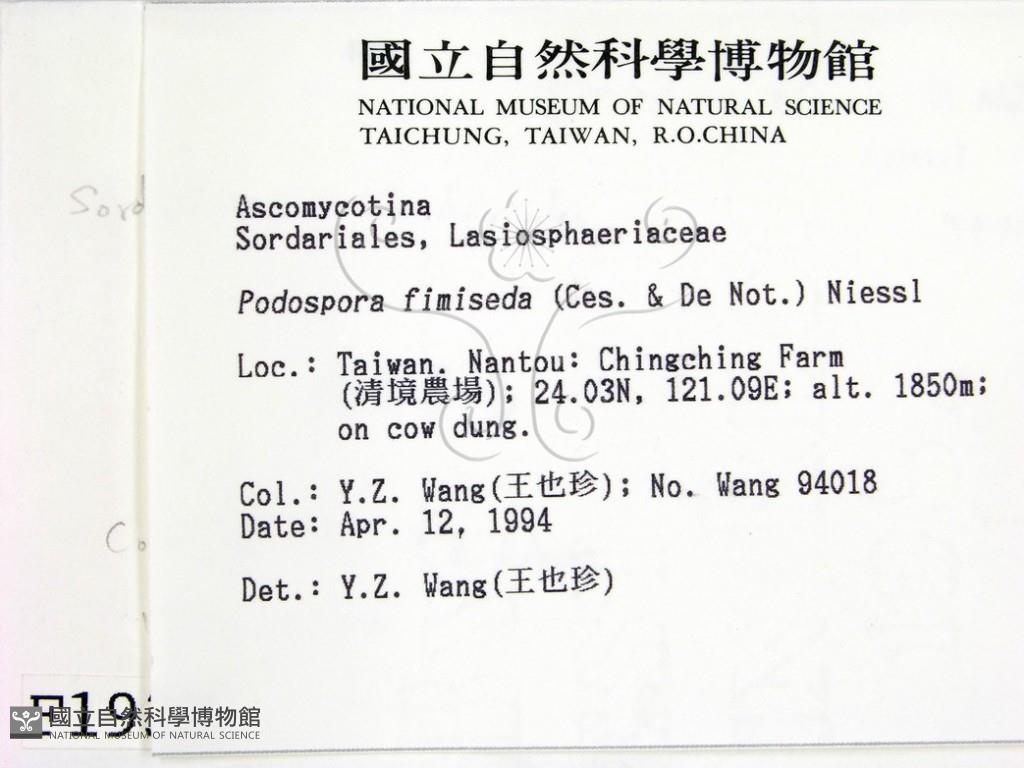 國立自然科學博物館
NATIONAL MUSEUM OF NATURAL SCIENCE
TAICHUNG, TAIWAN, R.O.CHINA
Sord
Ascomycotina
Sordariales, Lasiosphaeriaceae
Podospora fimiseda (Ces. & De Not.) Niessl
Loc.: Taiwan. Nantou: Chingching Farm
(清境農場); 24.03N, 121.09E; alt. 1850m;
on cow dung.
Col.: Y.Z. Wang(王也珍); No. Wang 94018
Date: Apr. 12, 1994
Co
Det.: Y.Z. Wang(王也珍)
F19
國立自然科學博物館
NATIONAL MUSEUM OF NATURAL SCIENCE